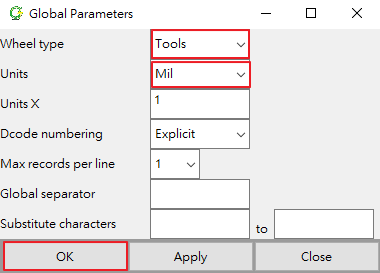 Global Parameters
Wheel type Tools
Units Mil
Units X 1
Dcode numbering Explicit
Max records per line 1
Global separator
Substitute characters to
OK Apply Close